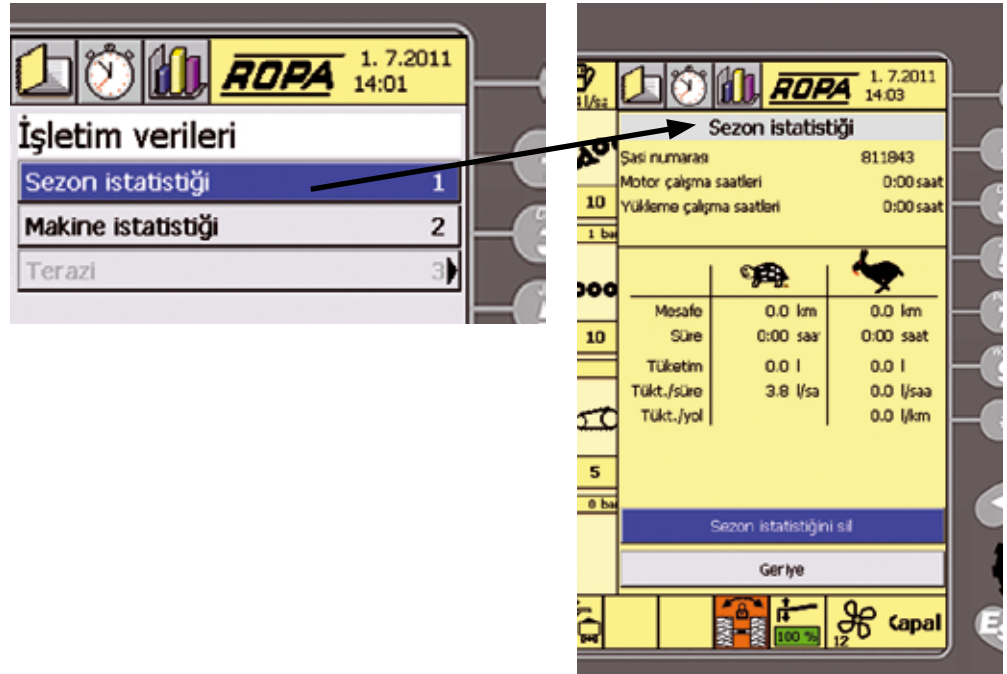 ROPA
1. 7.2011
14:01
İşletim verileri
Sezon istatistiği 1
Makine istatistiği 2
Terazi 3
ROPA
1. 7.2011
14:03
Sezon istatistiği
Şasi numarası 811843
Motor çalışma saatleri 0:00 saat
Yükleme çalışma saatleri 0:00 saat
10
Mesafe 0.0 km 0.0 km
10
Süre 0:00 saa 0:00 saat
Tüketim 0.0 l 0.0 l
Tükt./süre 3.8 l/sa 0.0 l/saa
Tükt./yol 0.0 l/km
5
Sezon istatistiğini sil
Geriye
100 %
12
Kapal